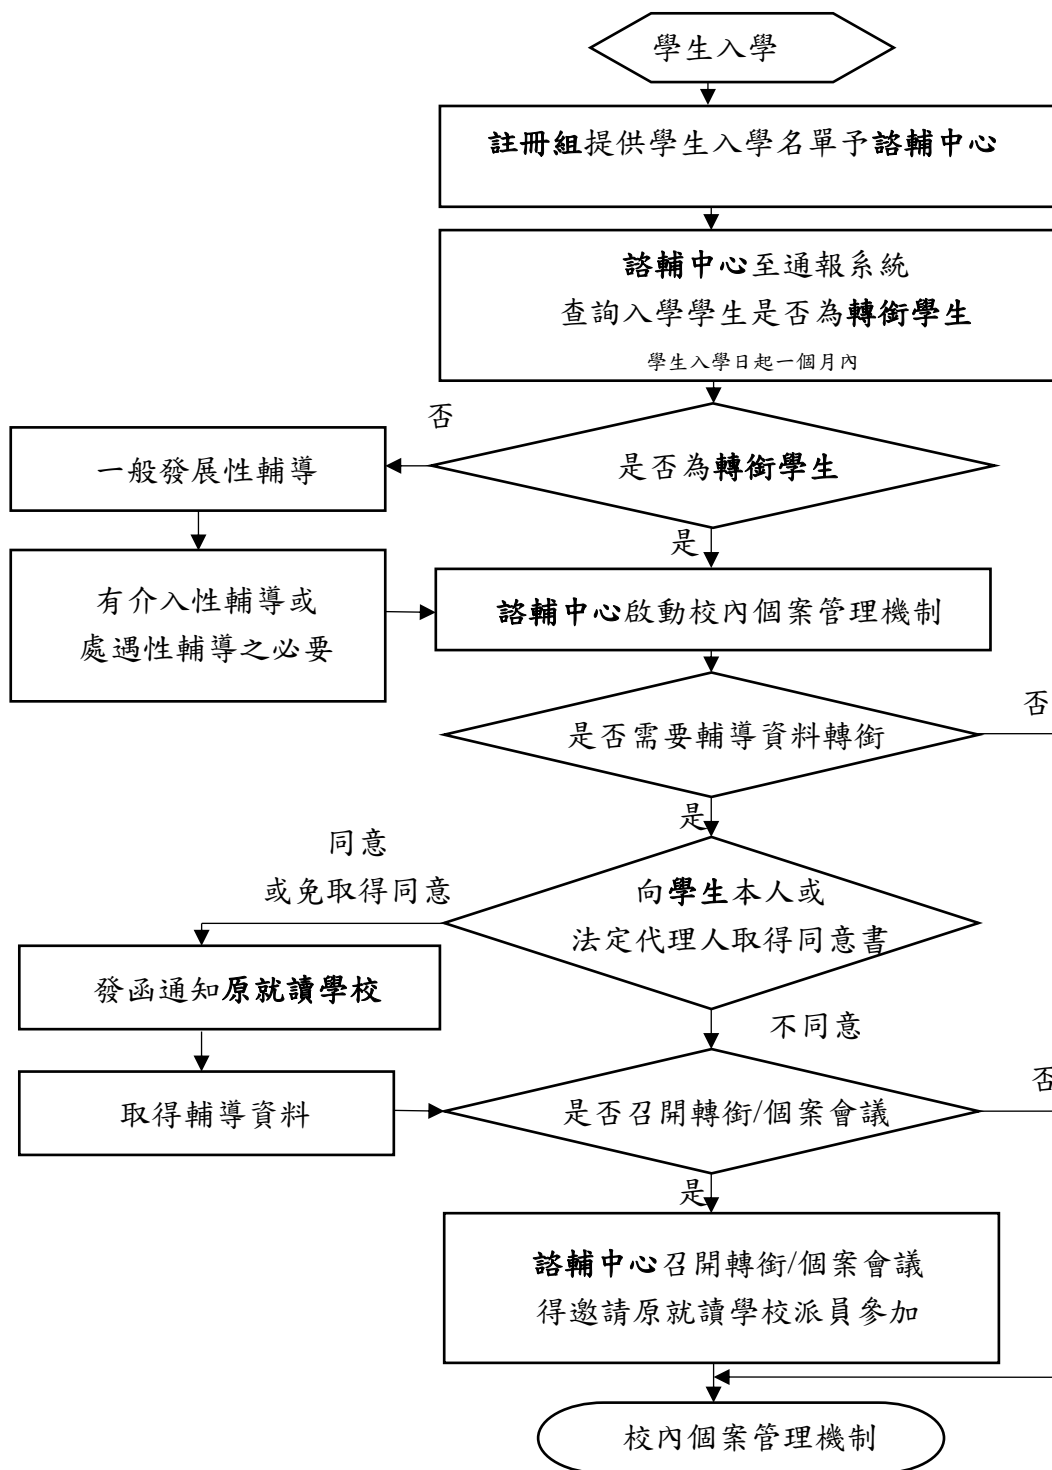 學生入學
註冊組提供學生入學名單予諮輔中心
諮輔中心至通報系統
查詢入學學生是否為轉銜學生
學生入學日起一個月內
否
是否為轉銜學生
一般發展性輔導
是
有介入性輔導或
處遇性輔導之必要
諮輔中心啟動校內個案管理機制
否
是否需要輔導資料轉銜
是
同意
或免取得同意
向學生本人或
法定代理人取得同意書
發函通知原就讀學校
不同意
取得輔導資料
是否召開轉銜/個案會議
否
是
諮輔中心召開轉銜/個案會議
得邀請原就讀學校派員參加
校內個案管理機制